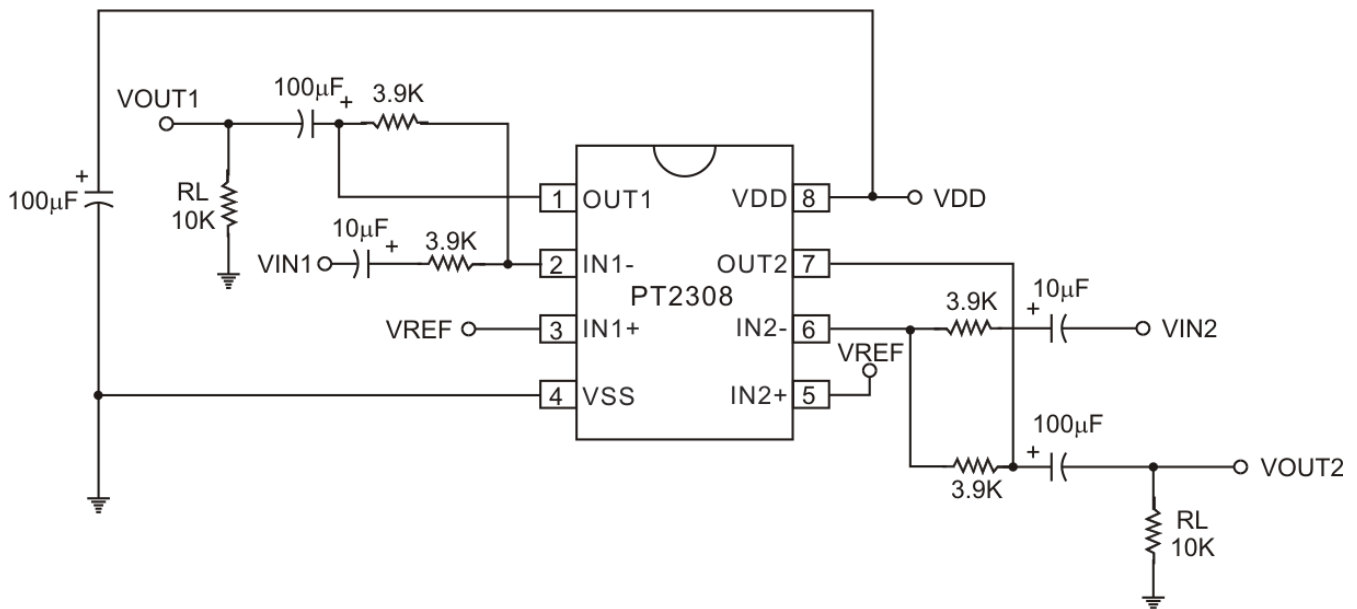 100μF
+
3.9K
VOUT1
+
100μF
RL
10K
10μF
+
3.9K
VIN1
VREF
1
OUT1
VDD
8
VDD
2
IN1-
OUT2
7
PT2308
3
IN1+
IN2-
6
4
VSS
IN2+
5
3.9K
+
10μF
VIN2
VREF
100μF
+
3.9K
VOUT2
RL
10K